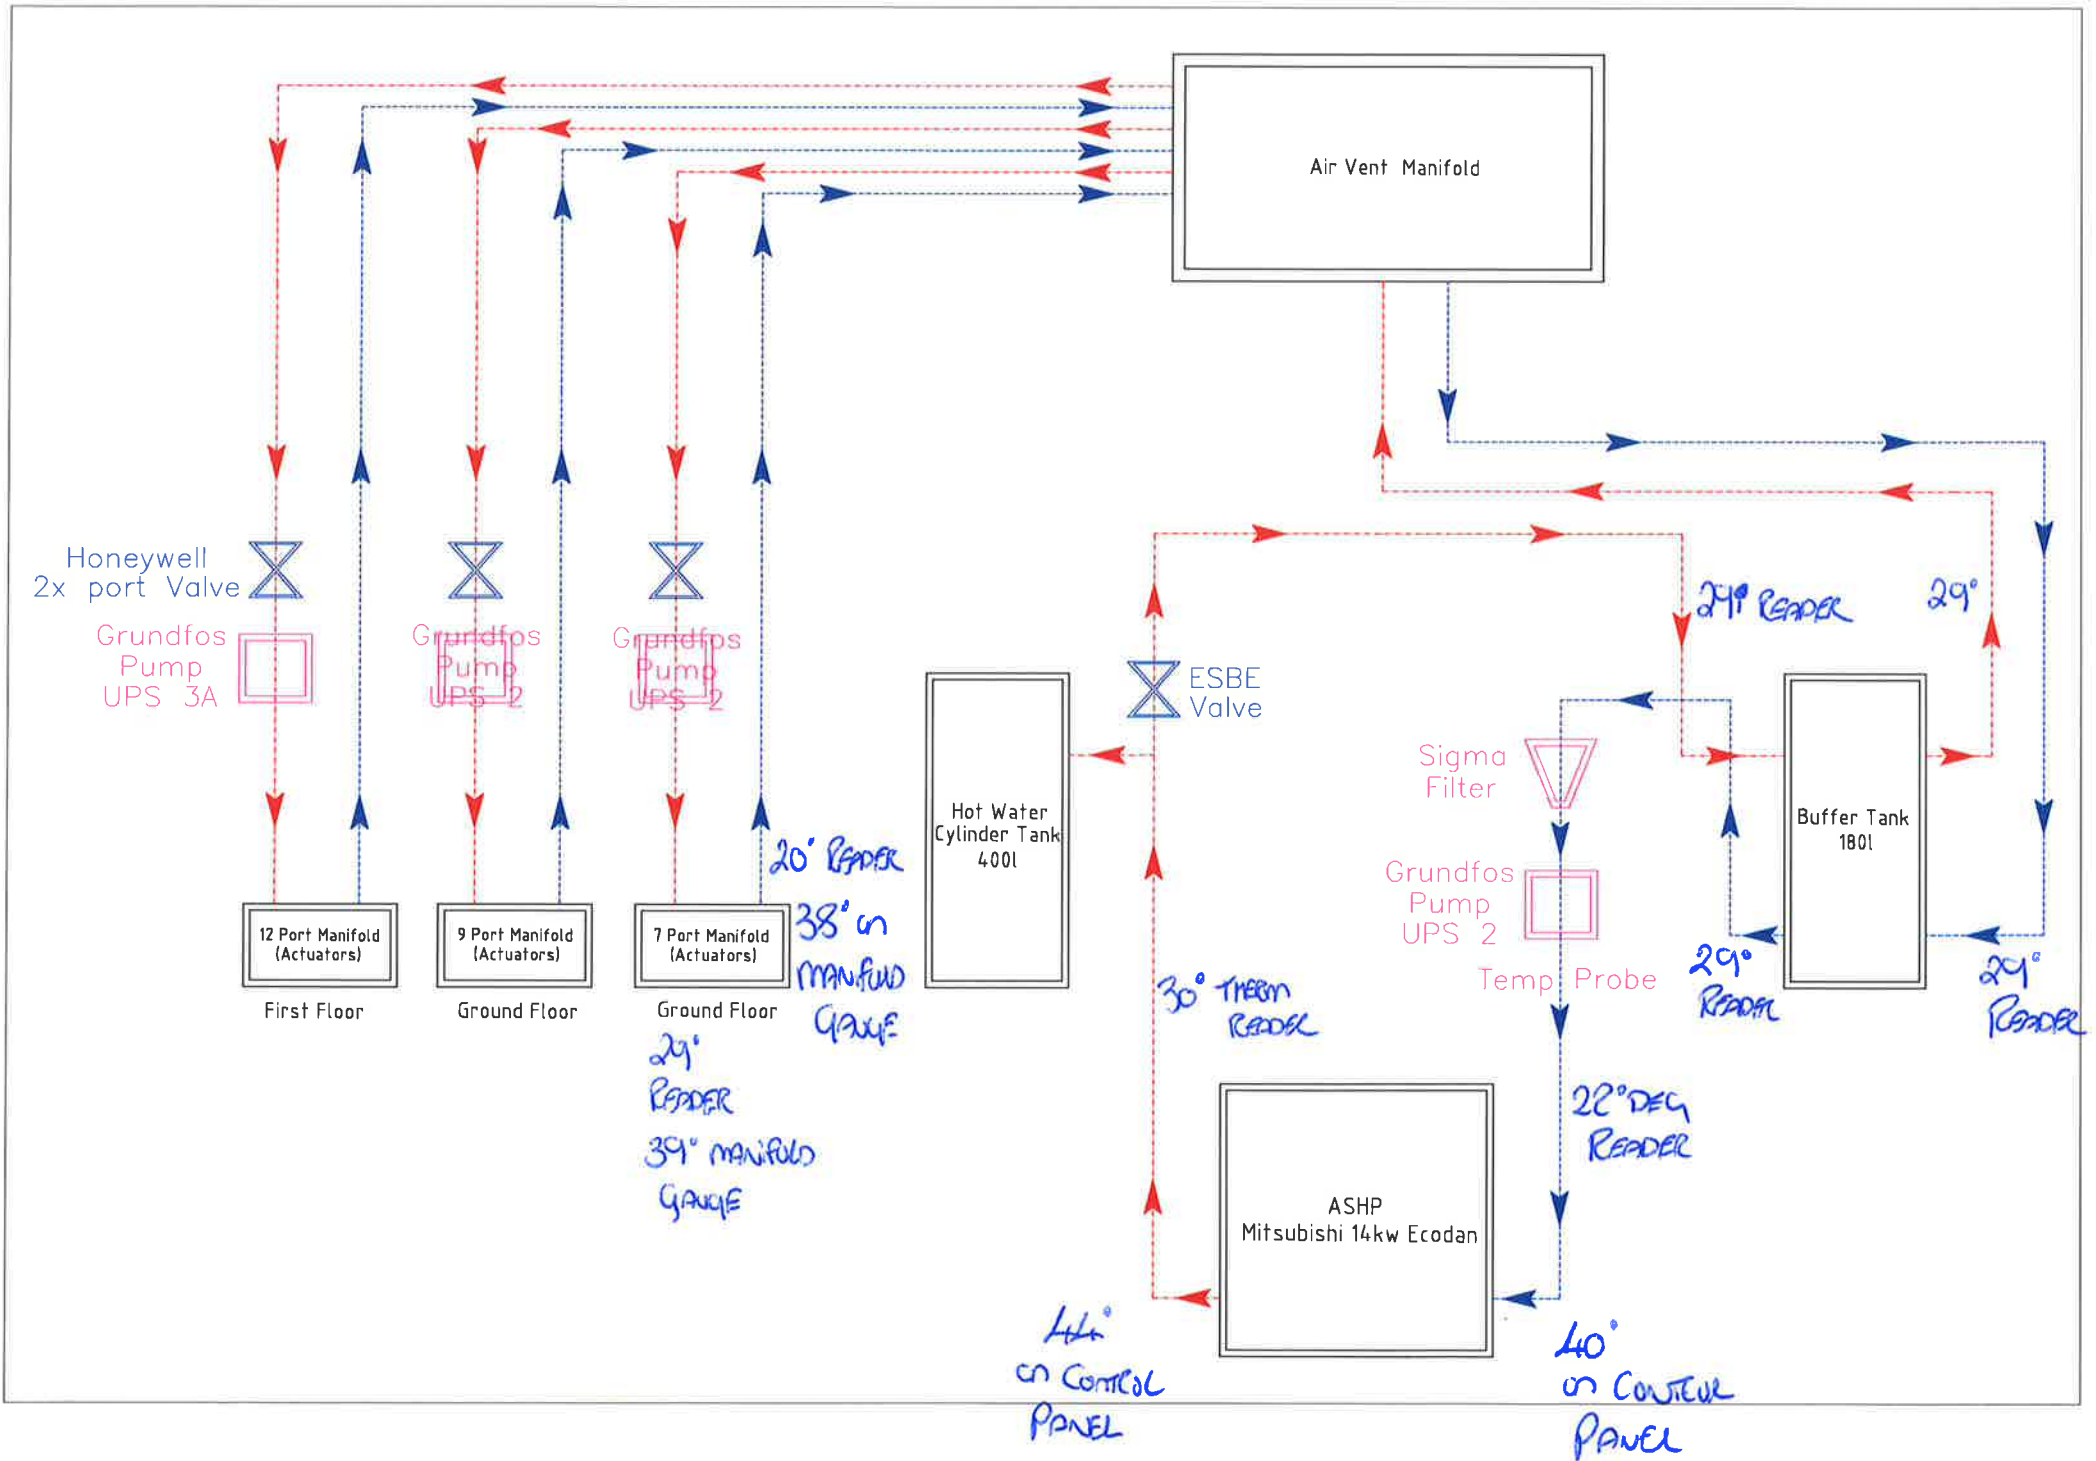 Air Vent Manifold
Honeywell
2x port Valve
Grundfos
Pump
UPS 3A
Grundfos
Pump
UPS 2
Grundfos
Pump
UPS 2
29° READER
29°
ESBE
Valve
Sigma
Filter
Hot Water
Cylinder Tank
400l
Buffer Tank
180l
20° READER
Grundfos
Pump
UPS 2
12 Port Manifold
(Actuators)
First Floor
9 Port Manifold
(Actuators)
Ground Floor
7 Port Manifold
(Actuators)
Ground Floor
38° on
MANIFOLD
GAUGE
Temp Probe
29°
READER
29°
READER
30° THERM
READER
29°
READER
39° MANIFOLD
GAUGE
22° DEG
READER
ASHP
Mitsubishi 14kw Ecodan
44°
on CONTROL
PANEL
40°
on CONTROL
PANEL